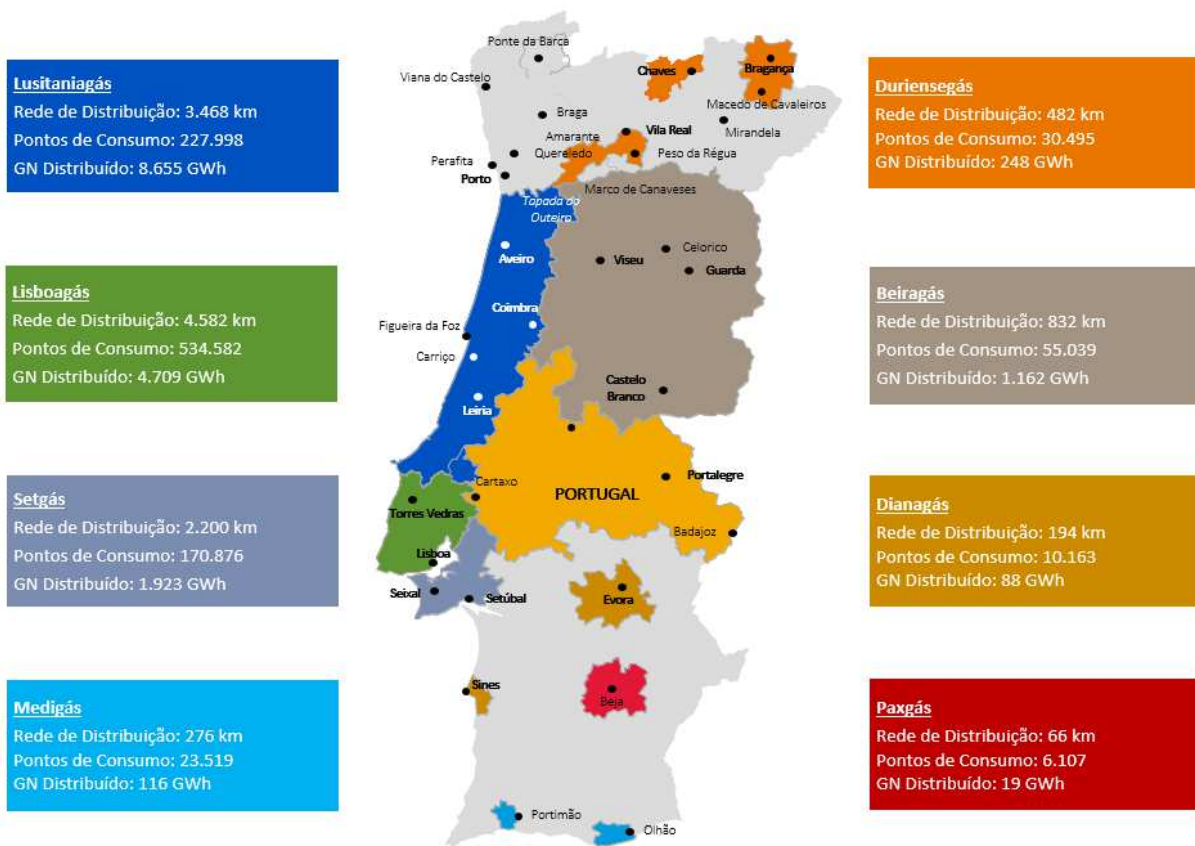 Lusitaniagás
Rede de Distribuição: 3.468 km
Pontos de Consumo: 227.998
GN Distribuído: 8.655 GWh
Lisboagás
Rede de Distribuição: 4.582 km
Pontos de Consumo: 534.582
GN Distribuído: 4.709 GWh
Setgás
Rede de Distribuição: 2.200 km
Pontos de Consumo: 170.876
GN Distribuído: 1.923 GWh
Medigás
Rede de Distribuição: 276 km
Pontos de Consumo: 23.519
GN Distribuído: 116 GWh
Ponte da Barca
Viana do Castelo
Chaves
Bragança
Braga
Macedo de Cavaleiros
Mirandela
Amarante
Vila Real
Quereledo
Peso da Régua
Perafita
Porto
Marco de Canaveses
Tapada do
Outeiro
Aveiro
Celorico
Viseu
Guarda
Coimbra
Figueira da Foz
Carriço
Castelo
Branco
Leiria
Cartaxo
Portalegre
PORTUGAL
Torres Vedras
Badajoz
Lisboa
Seixal
Setúbal
Evora
Sines
Beja
Portimão
Olhão
Duriensegás
Rede de Distribuição: 482 km
Pontos de Consumo: 30.495
GN Distribuído: 248 GWh
Beiragás
Rede de Distribuição: 832 km
Pontos de Consumo: 55.039
GN Distribuído: 1.162 GWh
Dianagás
Rede de Distribuição: 194 km
Pontos de Consumo: 10.163
GN Distribuído: 88 GWh
Paxgás
Rede de Distribuição: 66 km
Pontos de Consumo: 6.107
GN Distribuído: 19 GWh